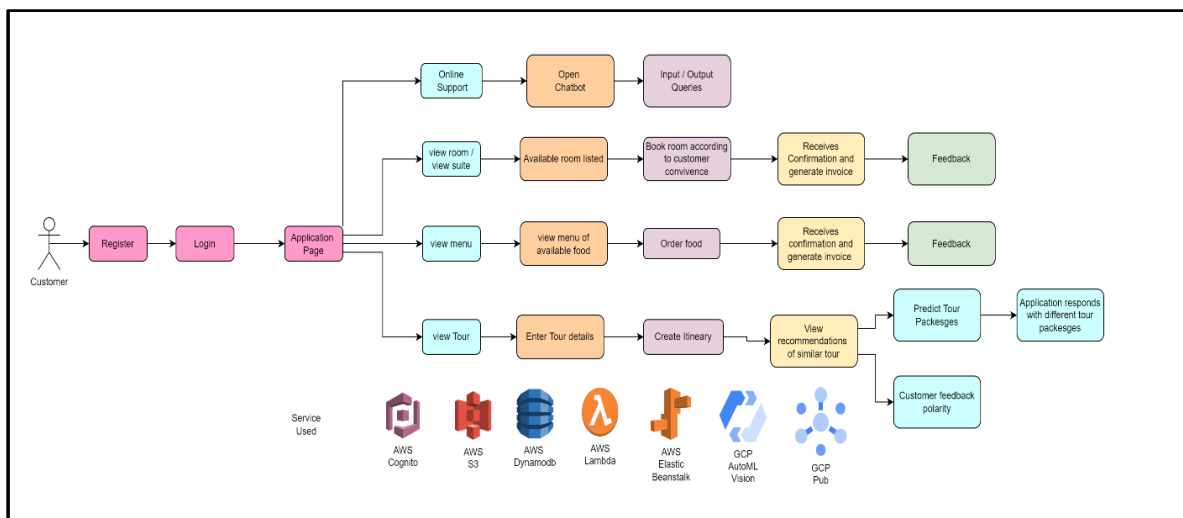 Online
Support
Open
Chatbot
Input / Output
Queries
view room /
view suite
Available room listed
Book room according
to customer
convivence
Receives
Confirmation and
generate invoice
Feedback
Customer
Register
Login
Application
Page
view menu
view menu of
available food
Order food
Receives
confirmation and
generate invoice
Feedback
view Tour
Enter Tour details
Create Itineary
View
recommendations
of similar tour
Predict Tour
Packesges
Application responds
with different tour
packesges
Customer feedback
polarity
Service
Used
AWS
Cognito
AWS
S3
AWS
Dynamodb
AWS
Lambda
AWS
Elastic
Beanstalk
GCP
AutoML
Vision
GCP
Pub